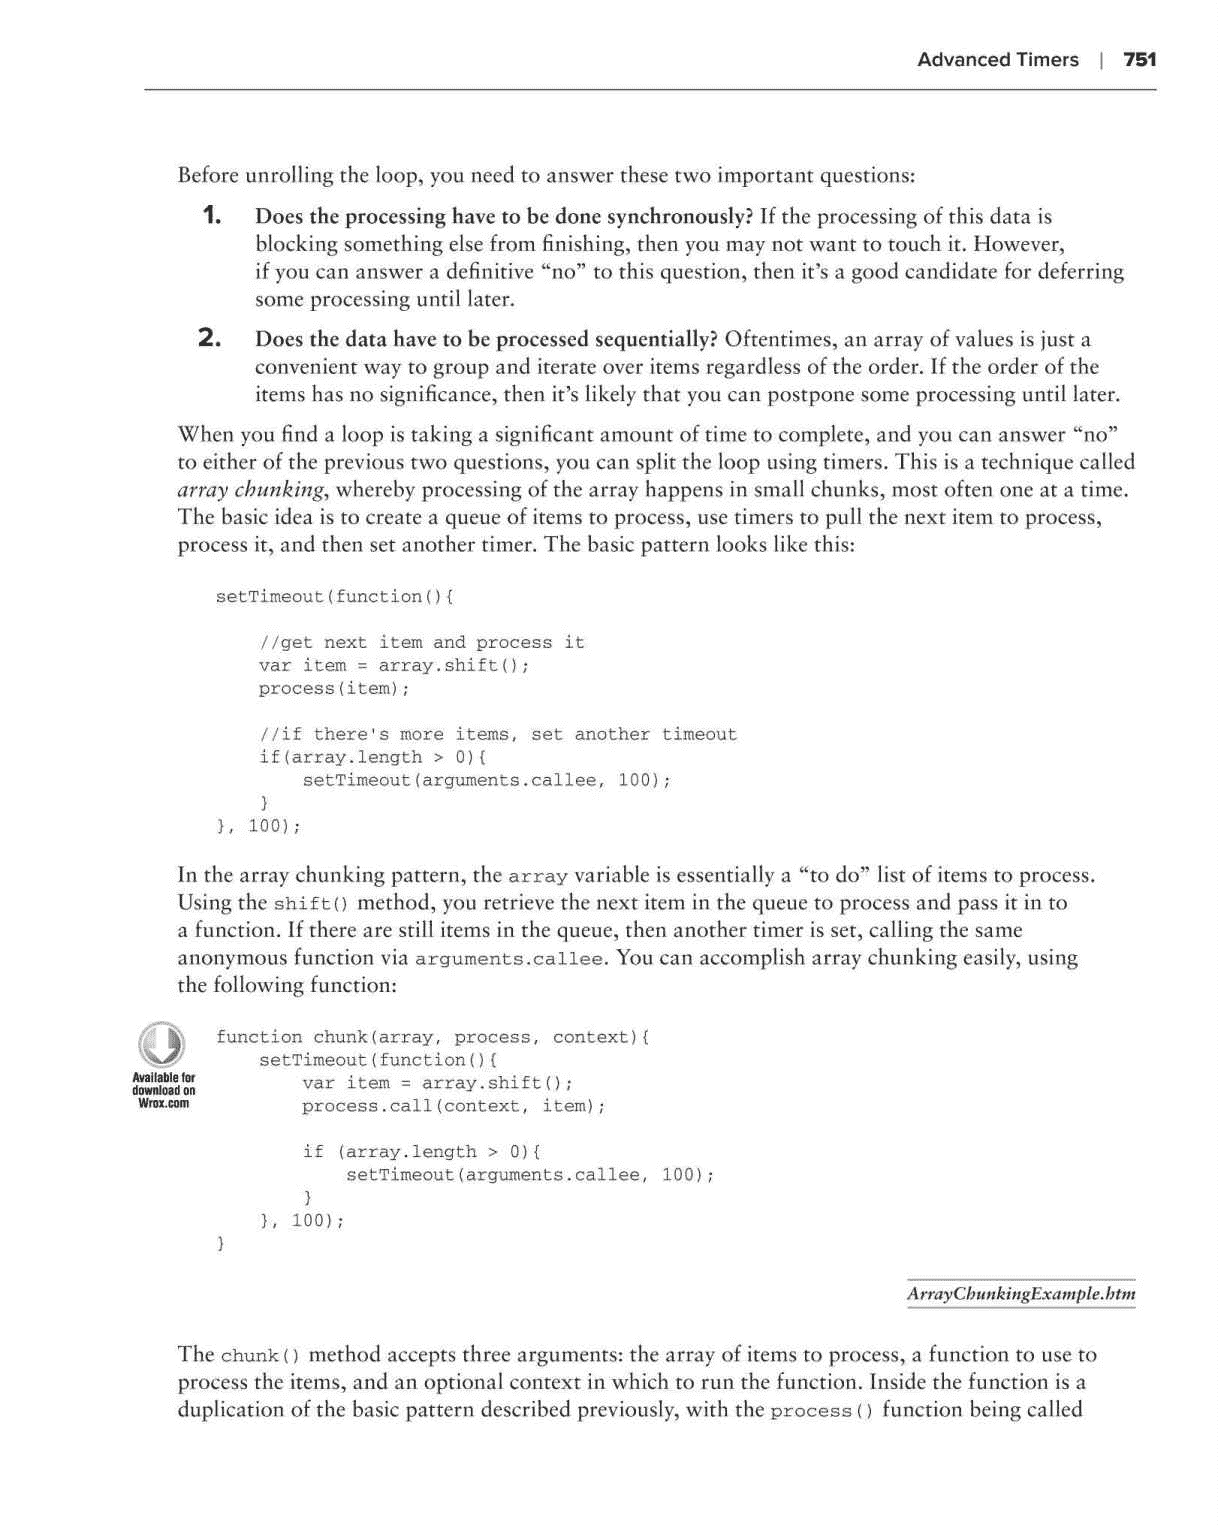 Advanced Timers | 751
Before unrolling the loop, you need to answer these two important questions:
1. Does the processing have to be done synchronously? If the processing of this data is
blocking something else from finishing, then you may not want to touch it. However,
if you can answer a definitive “no” to this question, then it’s a good candidate for deferring
some processing until later.
2. Does the data have to be processed sequentially? Oftentimes, an array of values is just a
convenient way to group and iterate over items regardless of the order. If the order of the
items has no significance, then it’s likely that you can postpone some processing until later.
When you find a loop is taking a significant amount of time to complete, and you can answer “no”
to either of the previous two questions, you can split the loop using timers. This is a technique called
array chunking, whereby processing of the array happens in small chunks, most often one at a time.
The basic idea is to create a queue of items to process, use timers to pull the next item to process,
process it, and then set another timer. The basic pattern looks like this:
setTimeout(function(){
//get next item and process it
var item = array.shift();
process(item);
//if there's more items, set another timeout
if(array.length > 0){
setTimeout(arguments.callee, 100);
}
}, 100);
In the array chunking pattern, the array variable is essentially a “to do” list of items to process.
Using the shift() method, you retrieve the next item in the queue to process and pass it in to
a function. If there are still items in the queue, then another timer is set, calling the same
anonymous function via arguments.callee. You can accomplish array chunking easily, using
the following function:
Available for
download on
Wrox.com
function chunk(array, process, context){
setTimeout(function(){
var item = array.shift();
process.call(context, item);
if (array.length > 0){
setTimeout(arguments.callee, 100);
}
}, 100);
}
ArrayChunkingExample.htm
The chunk() method accepts three arguments: the array of items to process, a function to use to
process the items, and an optional context in which to run the function. Inside the function is a
duplication of the basic pattern described previously, with the process() function being called